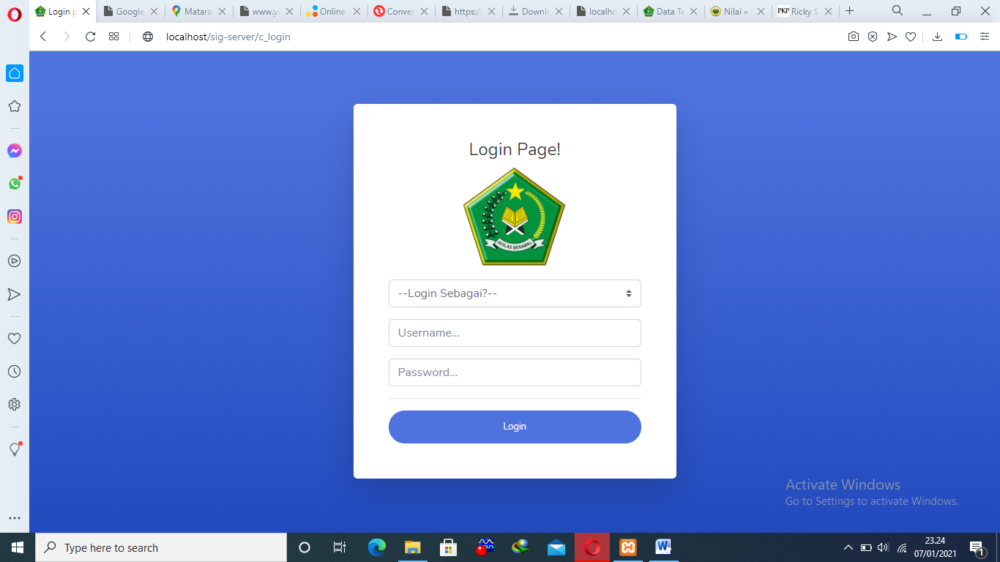 Login p
Google
Matara
www.yo
Online
Conver
https:/
Downl
localho
Data Te
Nilai »
PKP Ricky S
localhost/sig-server/c_login
Login Page!
IKHLAS BERAMAL
--Login Sebagai?--
Username...
Password...
Login
Activate Windows
Go to Settings to activate Windows.
Type here to search
23.24
07/01/2021
1